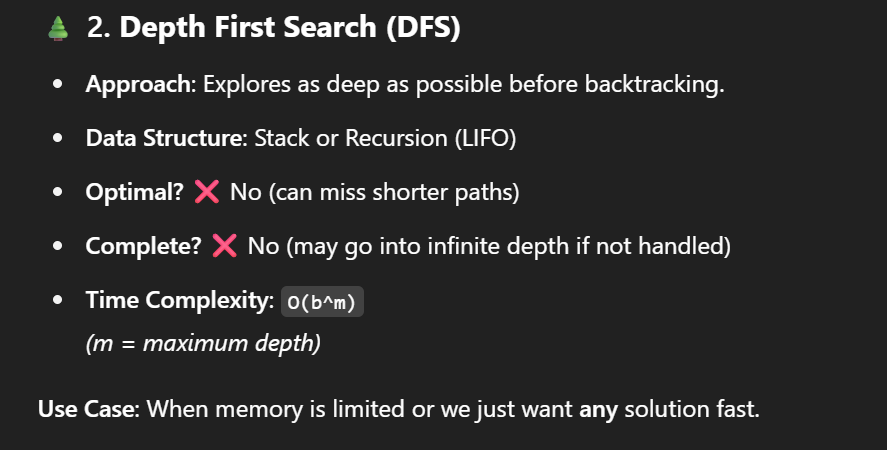 🌲 2. Depth First Search (DFS)
• Approach: Explores as deep as possible before backtracking.
• Data Structure: Stack or Recursion (LIFO)
• Optimal? ❌ No (can miss shorter paths)
• Complete? ❌ No (may go into infinite depth if not handled)
• Time Complexity: O(b^m)
(m = maximum depth)
Use Case: When memory is limited or we just want any solution fast.